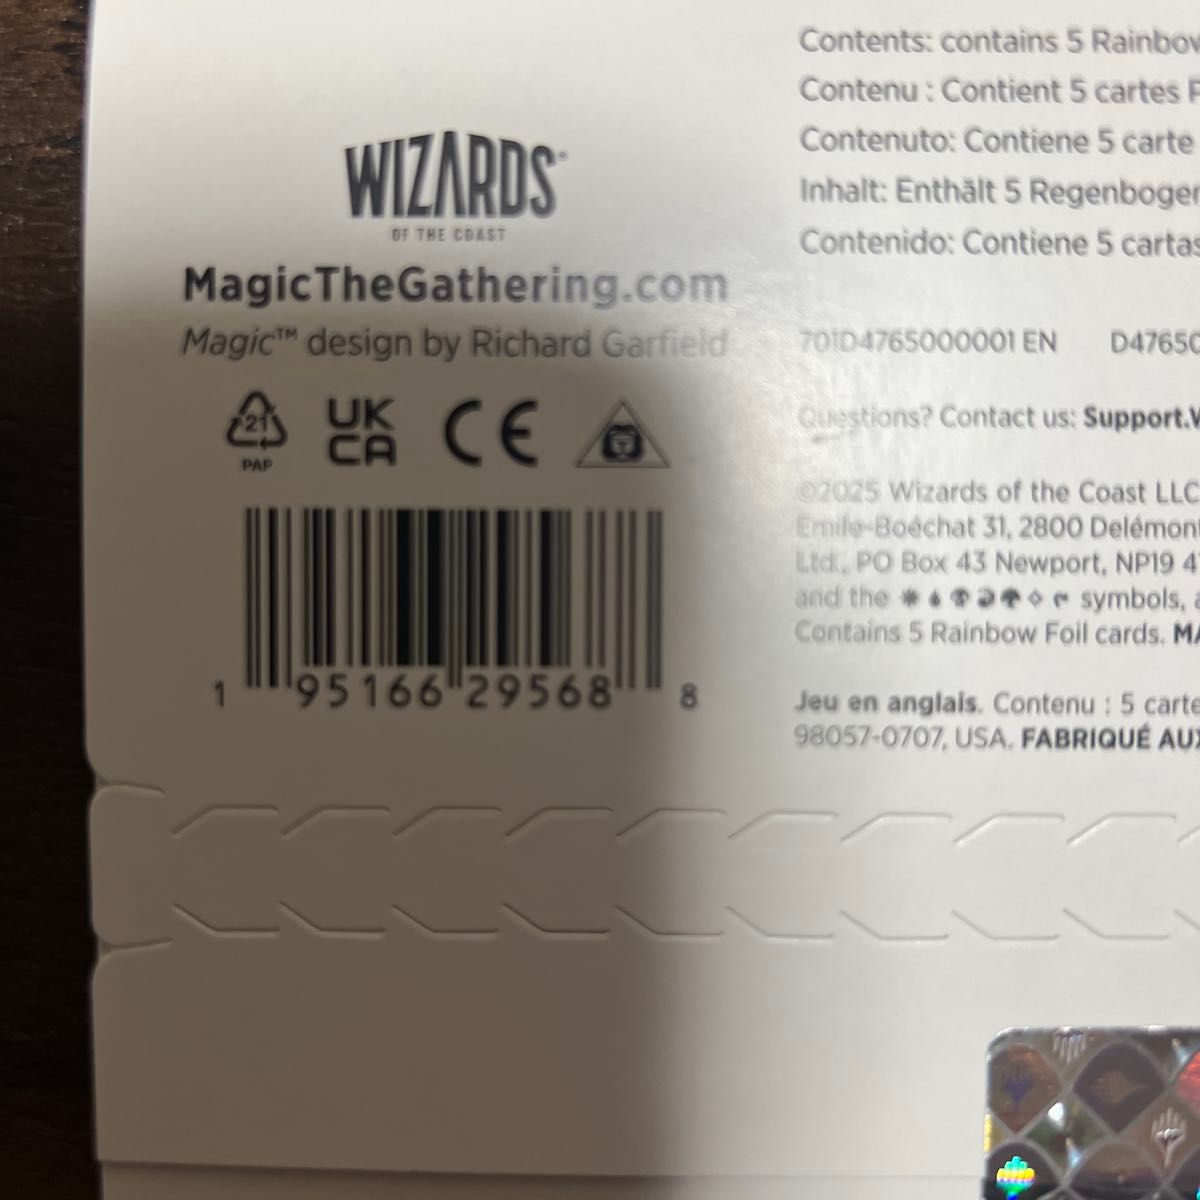 WIZARDS
OF THE COAST
MagicTheGathering.com
Magic™ design by Richard Garfield
21
PAP
UK
CA
CE
1 95166 29568 8
Contents: contains 5 Rainbow
Contenu : Contient 5 cartes
Contenuto: Contiene 5 carte
Inhalt: Enthält 5 Regenbogen
Contenido: Contiene 5 cartas
701D4765000001 EN D4765
Questions? Contact us: Support.
©2025 Wizards of the Coast LLC
Emile-Boéchat 31, 2800 Delémont
Ltd., PO Box 43 Newport, NP19 4
and the symbols,
Contains 5 Rainbow Foil cards.
Jeu en anglais. Contenu : 5 carte
98057-0707, USA. FABRIQUÉ AUX